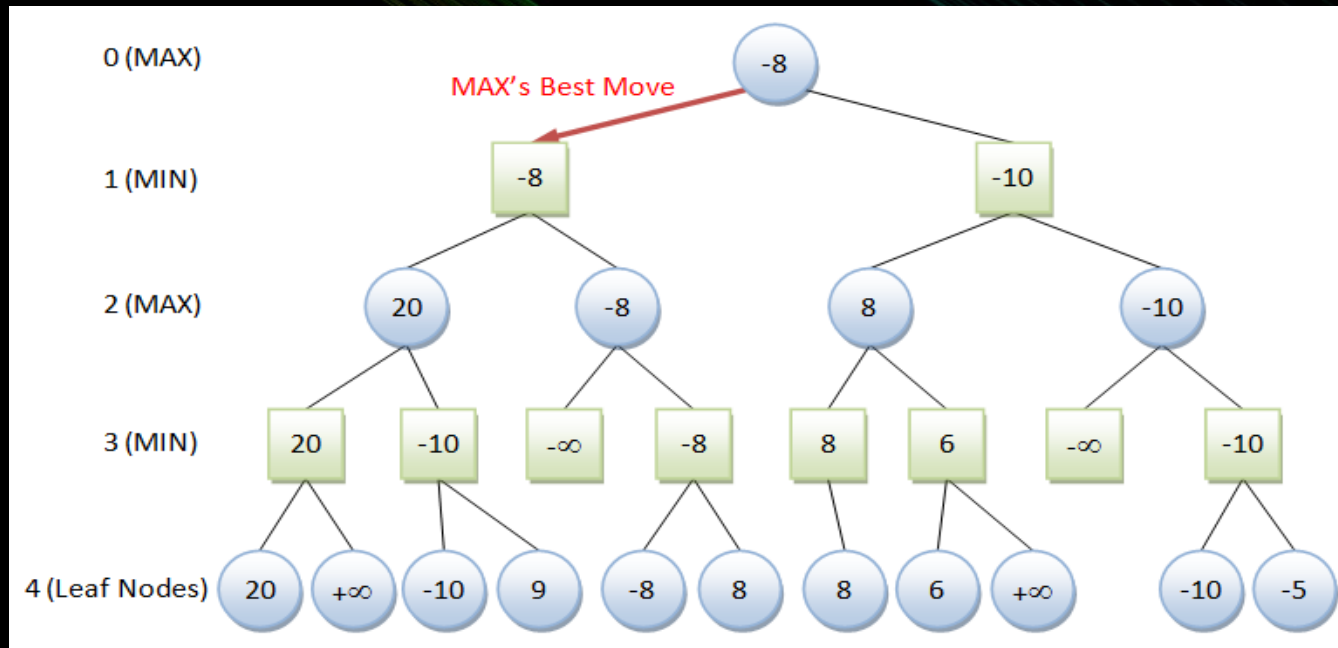 0 (MAX) -8
MAX's Best Move
1 (MIN) -8 -10
2 (MAX) 20 -8 8 -10
3 (MIN) 20 -10 -∞ -8 8 6 -∞ -10
4 (Leaf Nodes) 20 +∞ -10 9 -8 8 8 6 +∞ -10 -5